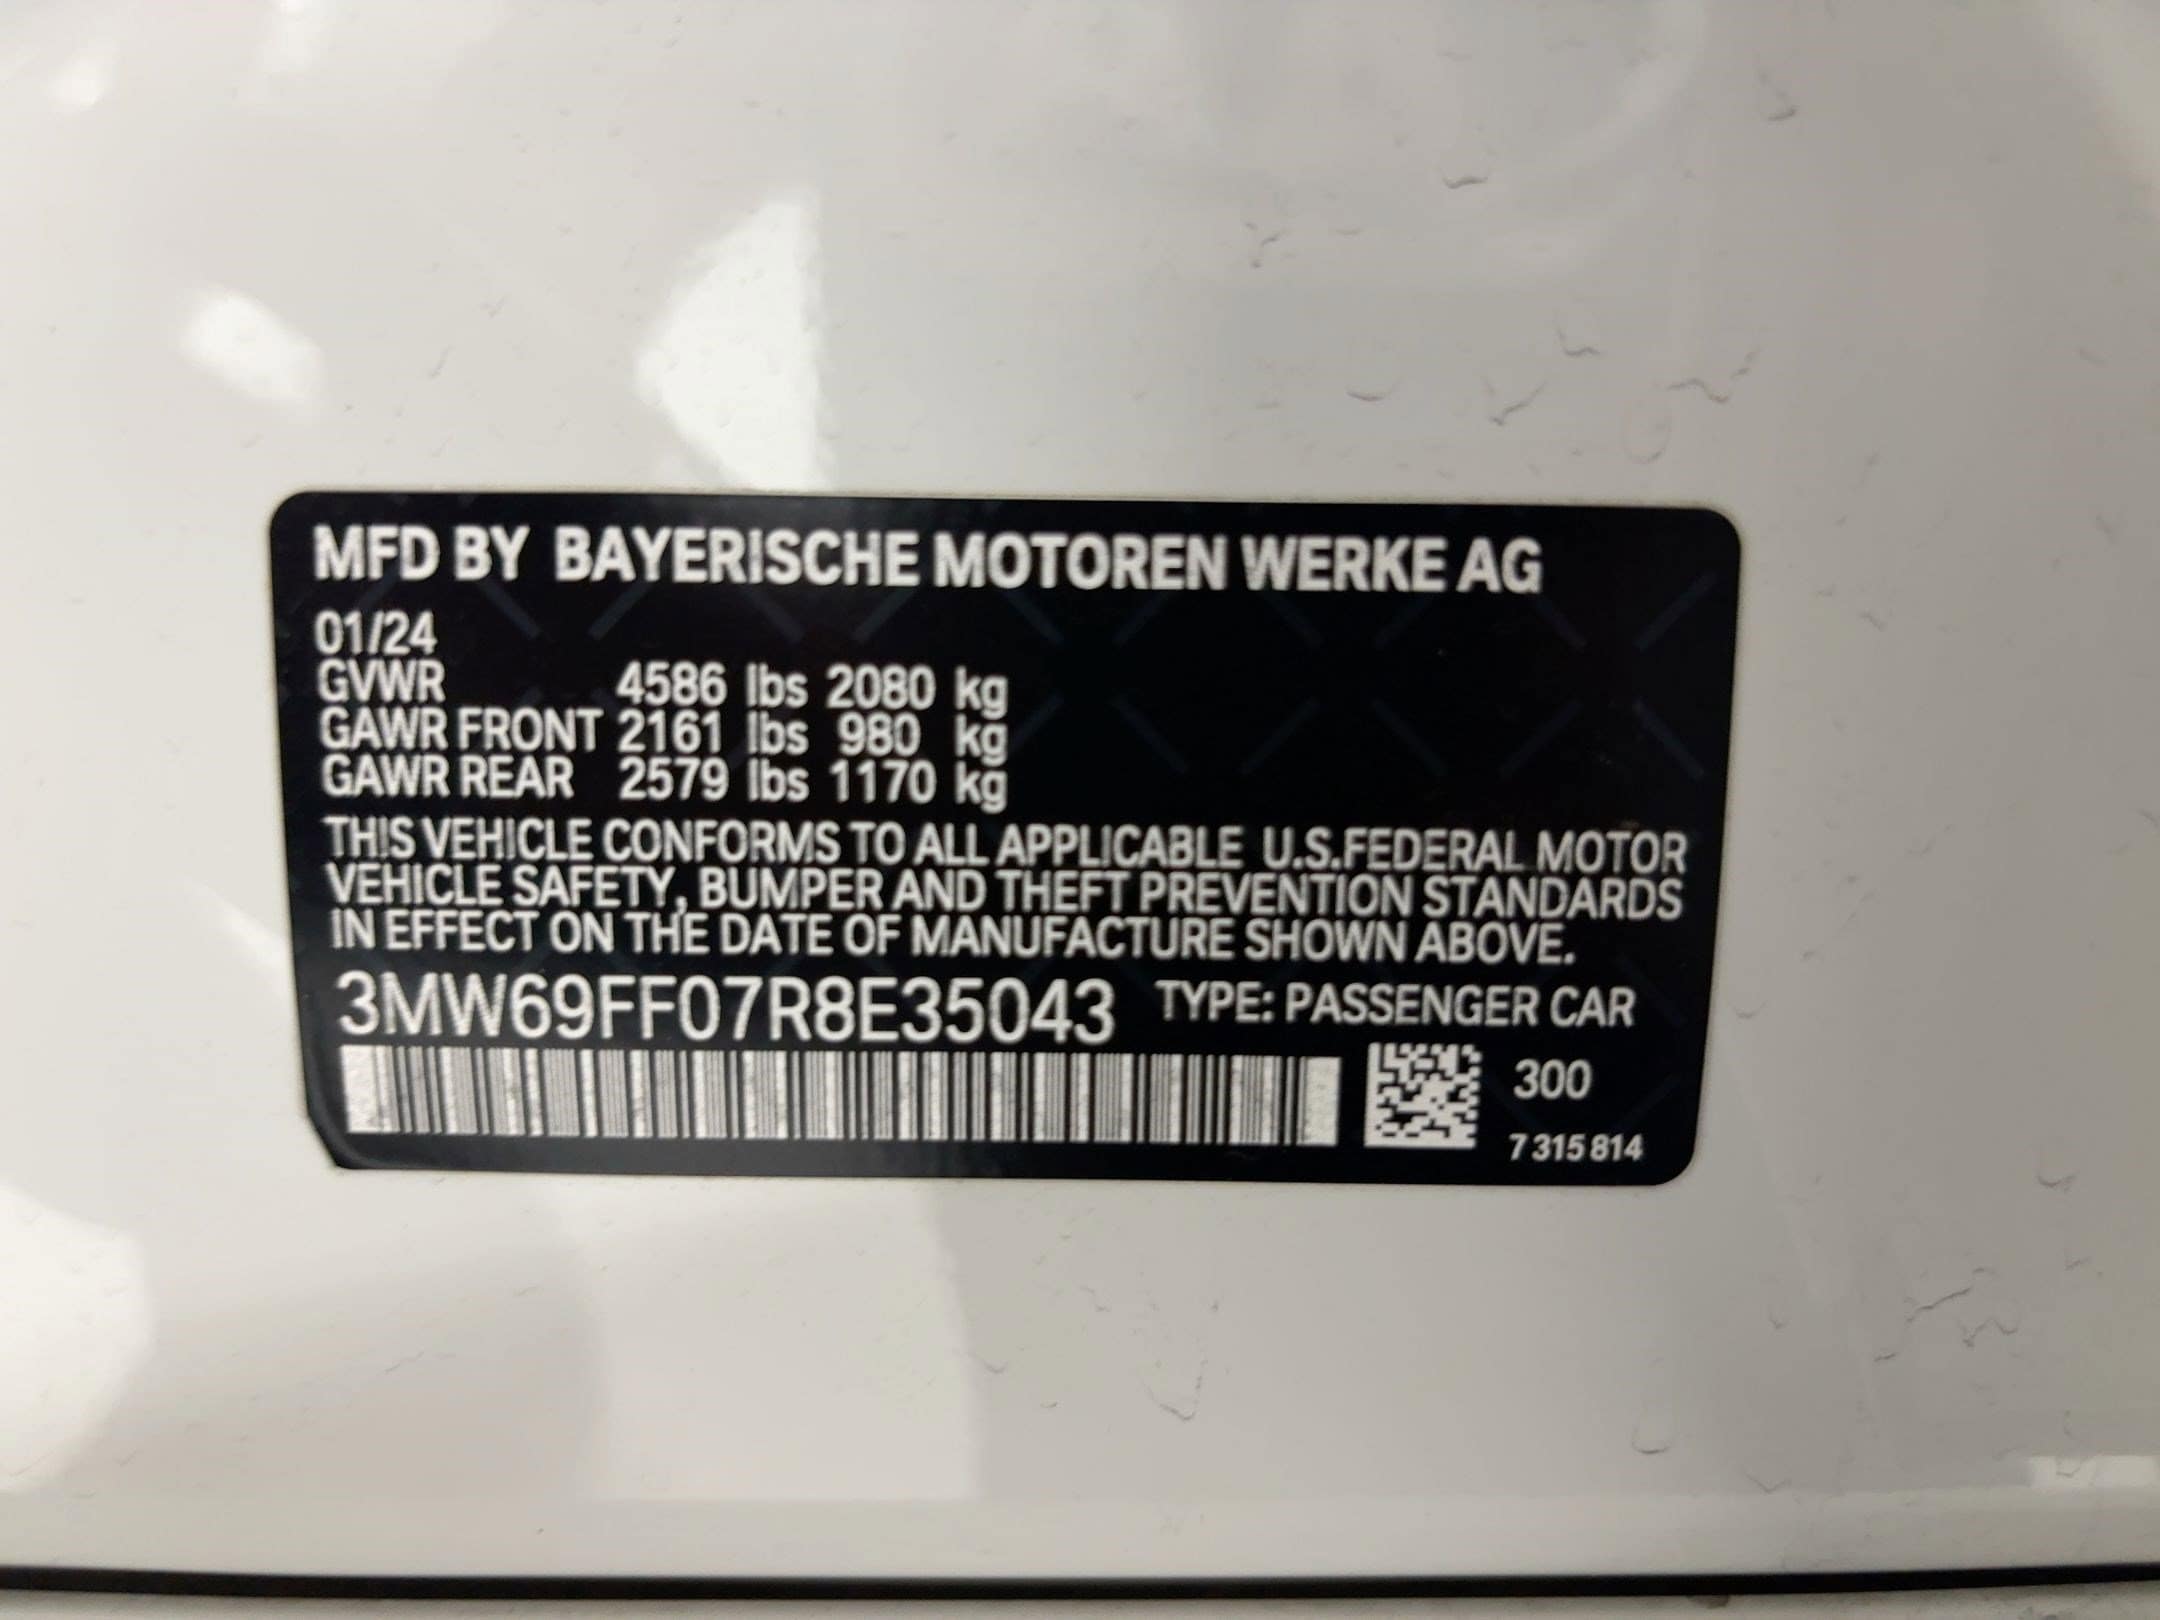 MFD BY BAYERISCHE MOTOREN WERKE AG
01/24
GVWR 4586 lbs 2080 kg
GAWR FRONT 2161 lbs 980 kg
GAWR REAR 2579 lbs 1170 kg
THIS VEHICLE CONFORMS TO ALL APPLICABLE U.S.FEDERAL MOTOR
VEHICLE SAFETY, BUMPER AND THEFT PREVENTION STANDARDS
IN EFFECT ON THE DATE OF MANUFACTURE SHOWN ABOVE.
3MW69FF07R8E35043 TYPE: PASSENGER CAR
300
7 315 814